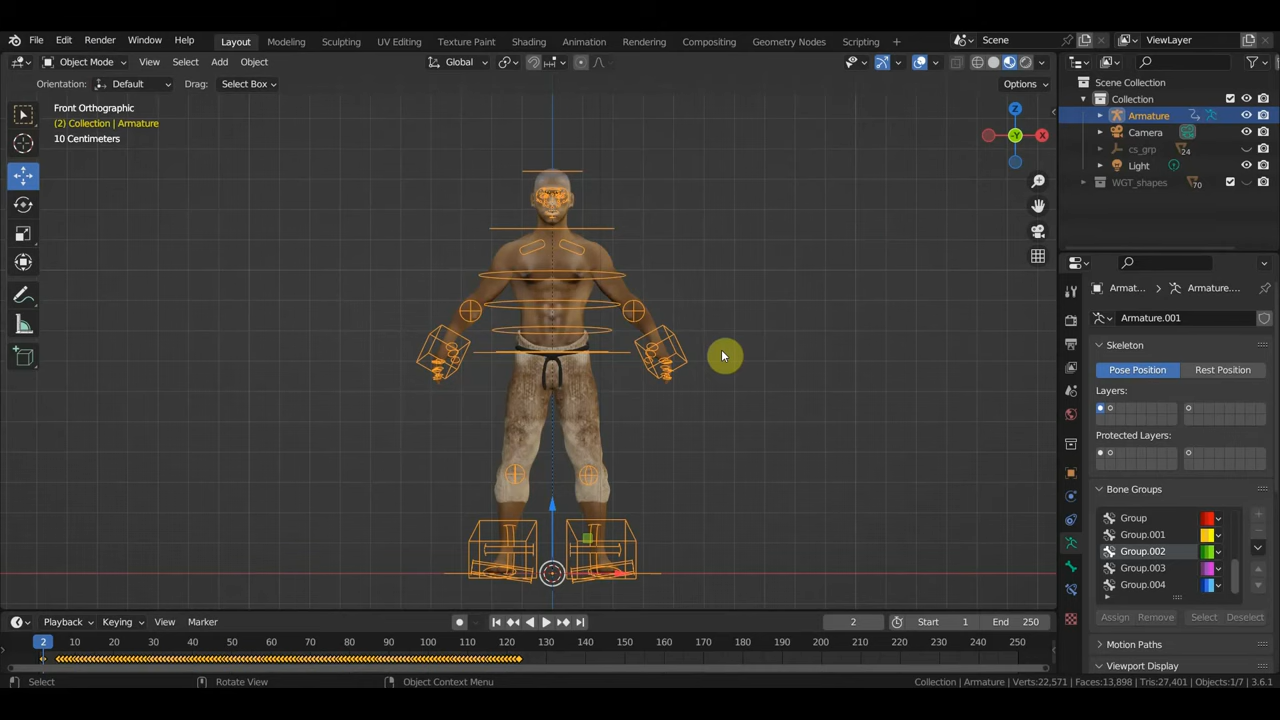 File Edit Render Window Help Layout Modeling Sculpting UV Editing Texture Paint Shading Animation Rendering Compositing Geometry Nodes Scripting + Scene ViewLayer
Object Mode View Select Add Object Global
Orientation: Default Drag: Select Box Options
Front Orthographic
(2) Collection | Armature
10 Centimeters
Z
-Y
X
Scene Collection
Collection
Armature
Camera
cs_grp 24
Light
WGT_shapes 70
Armat... Armature....
Armature.001
Skeleton
Pose Position Rest Position
Layers:
Protected Layers:
Bone Groups
Group
Group.001
Group.002
Group.003
Group.004
Assign Remove Select Deselect
Motion Paths
Viewport Display
Playback Keying View Marker 2 Start 1 End 250
2 10 20 30 40 50 60 70 80 90 100 110 120 130 140 150 160 170 180 190 200 210 220 230 240 250
Select Rotate View Object Context Menu Collection | Armature | Verts:22,571 | Faces:13,898 | Tris:27,401 | Objects:1/7 | 3.6.1